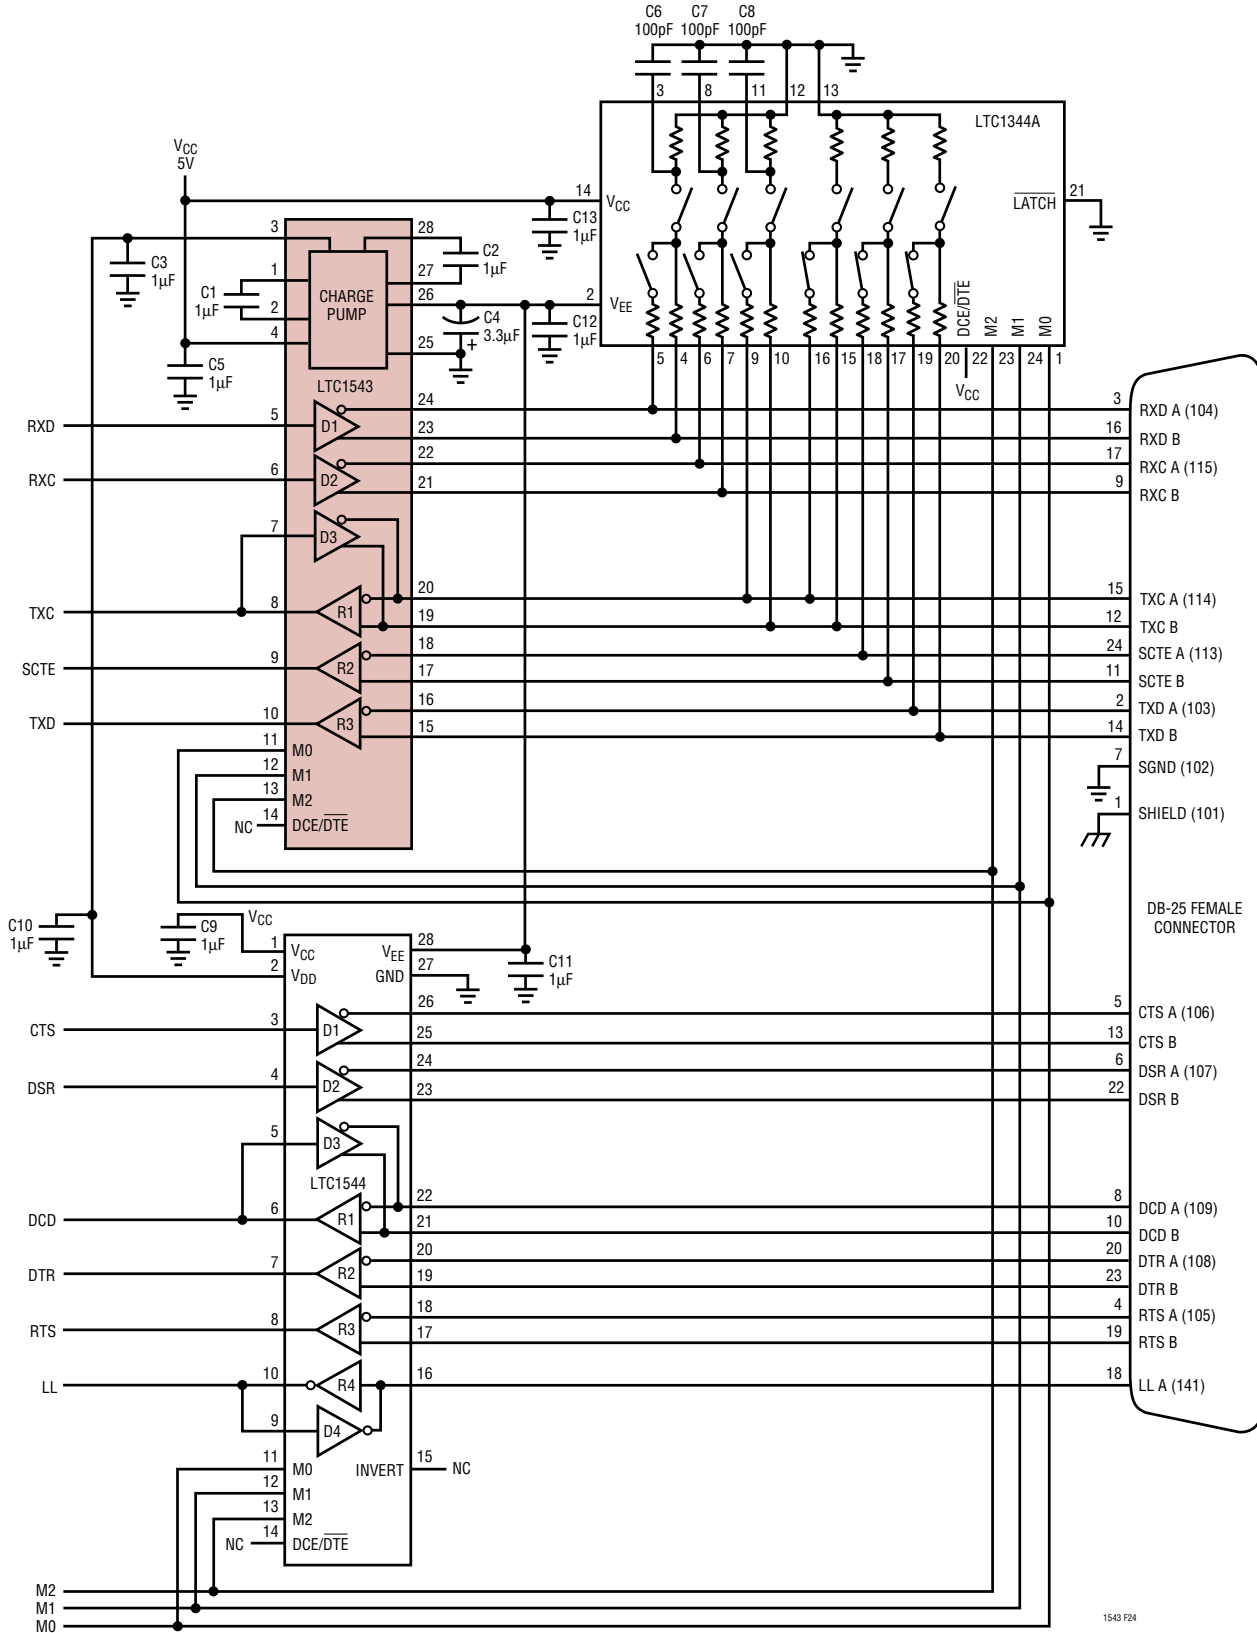 C6 C7 C8
100pF 100pF 100pF
3 8 11 12 13
LTC1344A
VCC
5V
14
VCC
C13
1µF
LATCH
21
3
28
C3
1µF
C2
1µF
1
27
C1
1µF
2
CHARGE
PUMP
26
2
VEE
4
C4
3.3µF
+
C12
1µF
25
C5
1µF
DCE/DTE
M2
M1
M0
LTC1543
5 4 6 7 9 10 16 15 18 17 19 20 22 23 24 1
VCC
RXD 5 D1 24 3 RXD A (104)
23 16 RXD B
RXC 6 D2 22 17 RXC A (115)
21 9 RXC B
7 D3
TXC 8 R1 20 15 TXC A (114)
19 12 TXC B
SCTE 9 R2 18 24 SCTE A (113)
17 11 SCTE B
TXD 10 R3 16 2 TXD A (103)
15 14 TXD B
11 M0
7 SGND (102)
12 M1
13 M2
1 SHIELD (101)
NC 14 DCE/DTE
DB-25 FEMALE
CONNECTOR
C10
1µF
C9
1µF
VCC
1 VCC VEE 28
2 VDD GND 27
C11
1µF
CTS 3 D1 26 5 CTS A (106)
25 13 CTS B
DSR 4 D2 24 6 DSR A (107)
23 22 DSR B
5 D3
LTC1544
DCD 6 R1 22 8 DCD A (109)
21 10 DCD B
DTR 7 R2 20 20 DTR A (108)
19 23 DTR B
RTS 8 R3 18 4 RTS A (105)
17 19 RTS B
LL 10 R4 16 18 LL A (141)
9 D4
11 M0 INVERT 15 NC
12 M1
13 M2
NC 14 DCE/DTE
M2
M1
M0
1543 F24